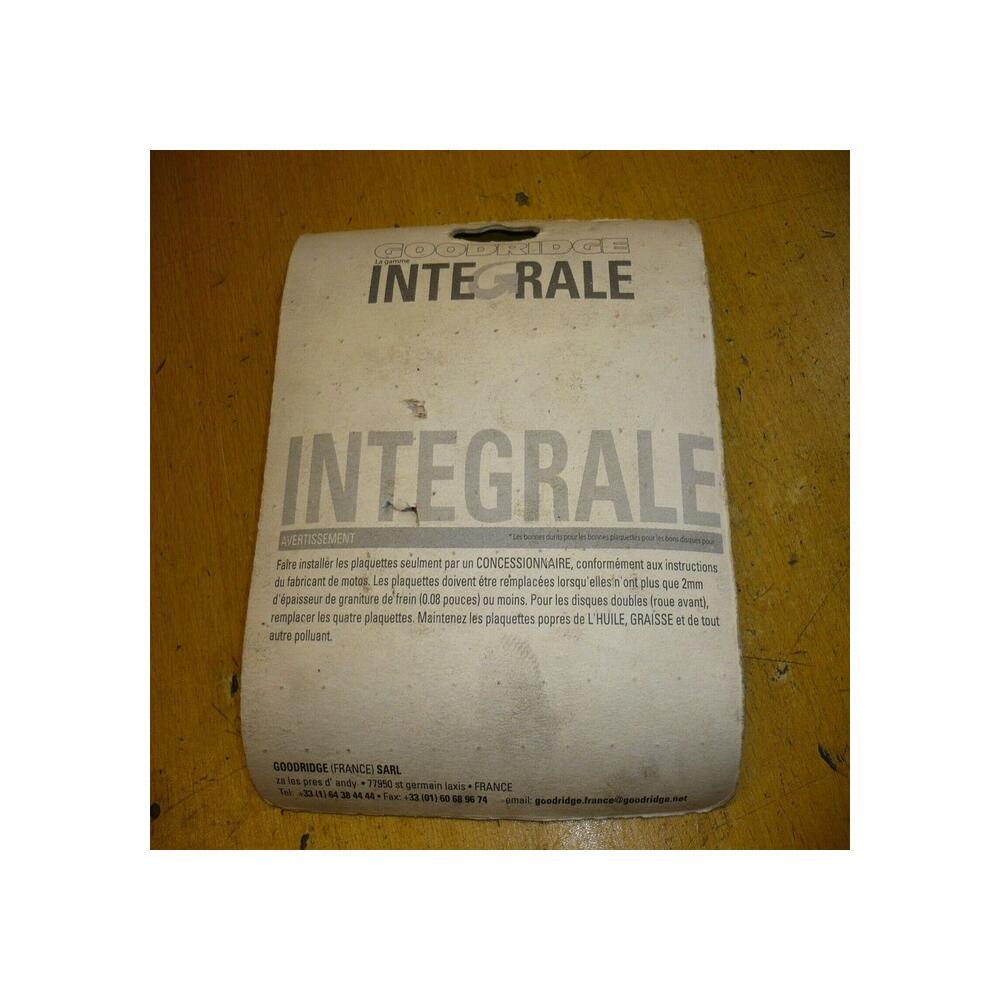 GOODRIDGE
La gamme
INTEGRALE
INTEGRALE
AVERTISSEMENT
*Les bonnes durits pour les bonnes plaquettes pour les bons disques pour
Faire installér les plaquettes seulment par un CONCESSIONNAIRE, conformément aux instructions
du fabricant de motos. Les plaquettes doivent étre remplacées lorsqu'elles n'ont plus que 2mm
d'épaisseur de graniture de frein (0.08 pouces) ou moins. Pour les disques doubles (roue avant),
remplacer les quatre plaquettes. Maintenez les plaquettes popres de L'HUILE, GRAISSE et de tout
autre polluant.
GOODRIDGE (FRANCE) SARL
za les pres d' andy • 77950 st germain laxis • FRANCE
Tel: +33 (1) 64 38 44 44 • Fax: +33 (01) 60 68 96 74 email: goodridge.france@goodridge.net